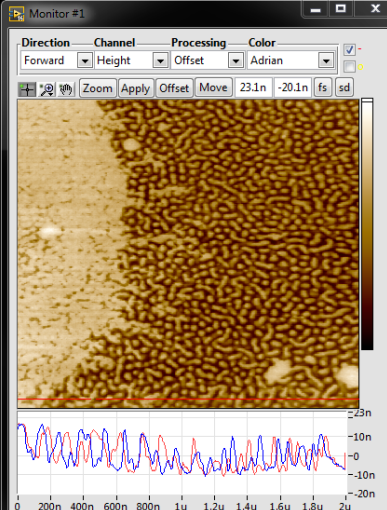 Monitor #1
Direction Channel Processing Color
Forward Height Offset Adrian
Zoom Apply Offset Move 23.1n -20.1n fs sd
23n
10n
0
-10n
-20n
0 200n 400n 600n 800n 1u 1.2u 1.4u 1.6u 1.8u 2u